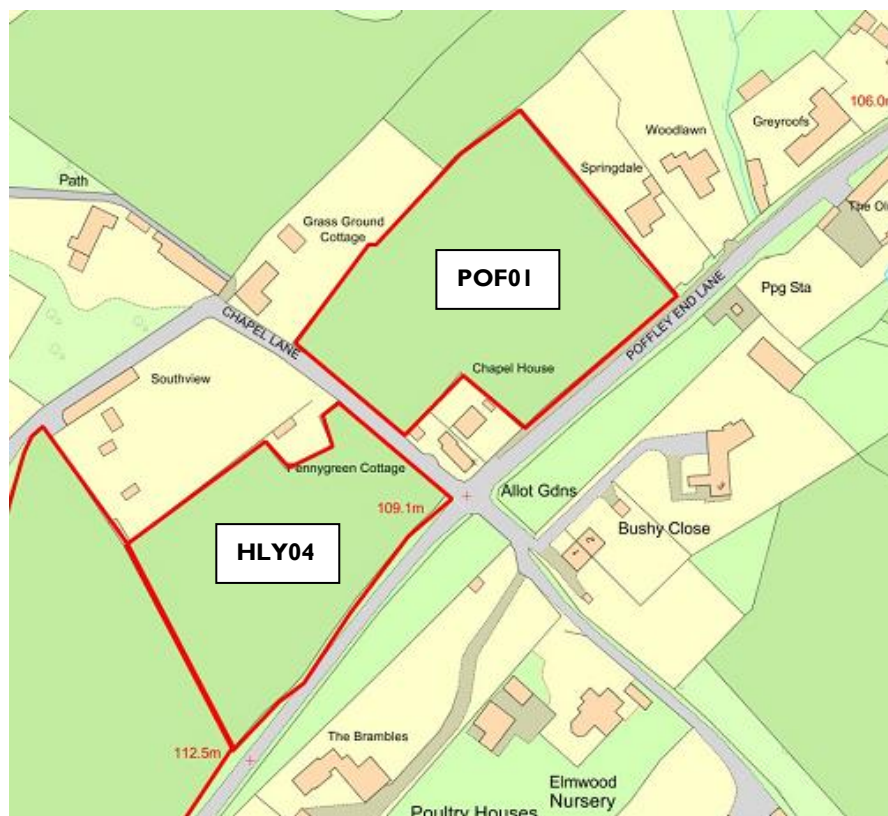 106.0m
Greyroofs
Woodlawn
Springdale
Path
Grass Ground
Cottage
The Ol
POF01
Ppg Sta
CHAPEL LANE
POFFLEY END LANE
Chapel House
Southview
Pennygreen Cottage
Allot Gdns
109.1m
Bushy Close
1 2
HLY04
The Brambles
112.5m
Elmwood
Nursery
Poultry Houses